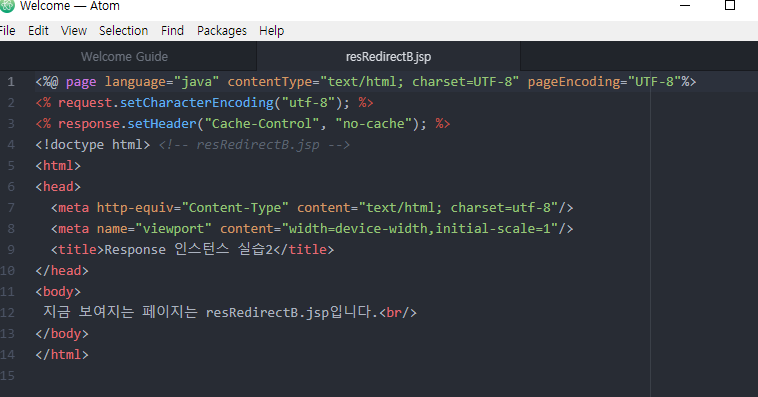 Welcome — Atom
File Edit View Selection Find Packages Help
Welcome Guide resRedirectB.jsp
1 <%@ page language="java" contentType="text/html; charset=UTF-8" pageEncoding="UTF-8"%>
2 <% request.setCharacterEncoding("utf-8"); %>
3 <% response.setHeader("Cache-Control", "no-cache"); %>
4 <!doctype html> <!-- resRedirectB.jsp -->
5 <html>
6 <head>
7 <meta http-equiv="Content-Type" content="text/html; charset=utf-8"/>
8 <meta name="viewport" content="width=device-width,initial-scale=1"/>
9 <title>Response 인스턴스 실습2</title>
10 </head>
11 <body>
12 지금 보여지는 페이지는 resRedirectB.jsp입니다.<br/>
13 </body>
14 </html>
15